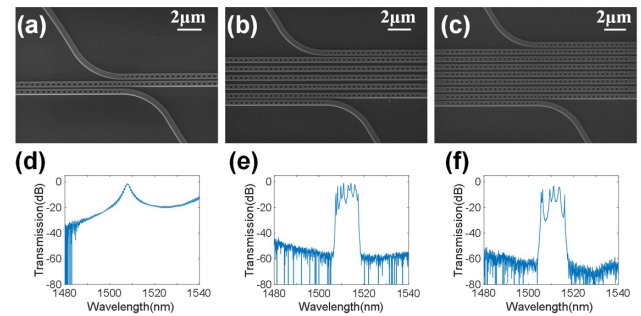 (a) 2μm (b) 2μm (c) 2μm
(d) (e) (f)
0 0 0
-20 -20 -20
-40 -40 -40
-60 -60 -60
-80 -80 -80
Transmission(dB) Transmission(dB) Transmission(dB)
1480 1500 1520 1540 1480 1500 1520 1540 1480 1500 1520 1540
Wavelength(nm) Wavelength(nm) Wavelength(nm)